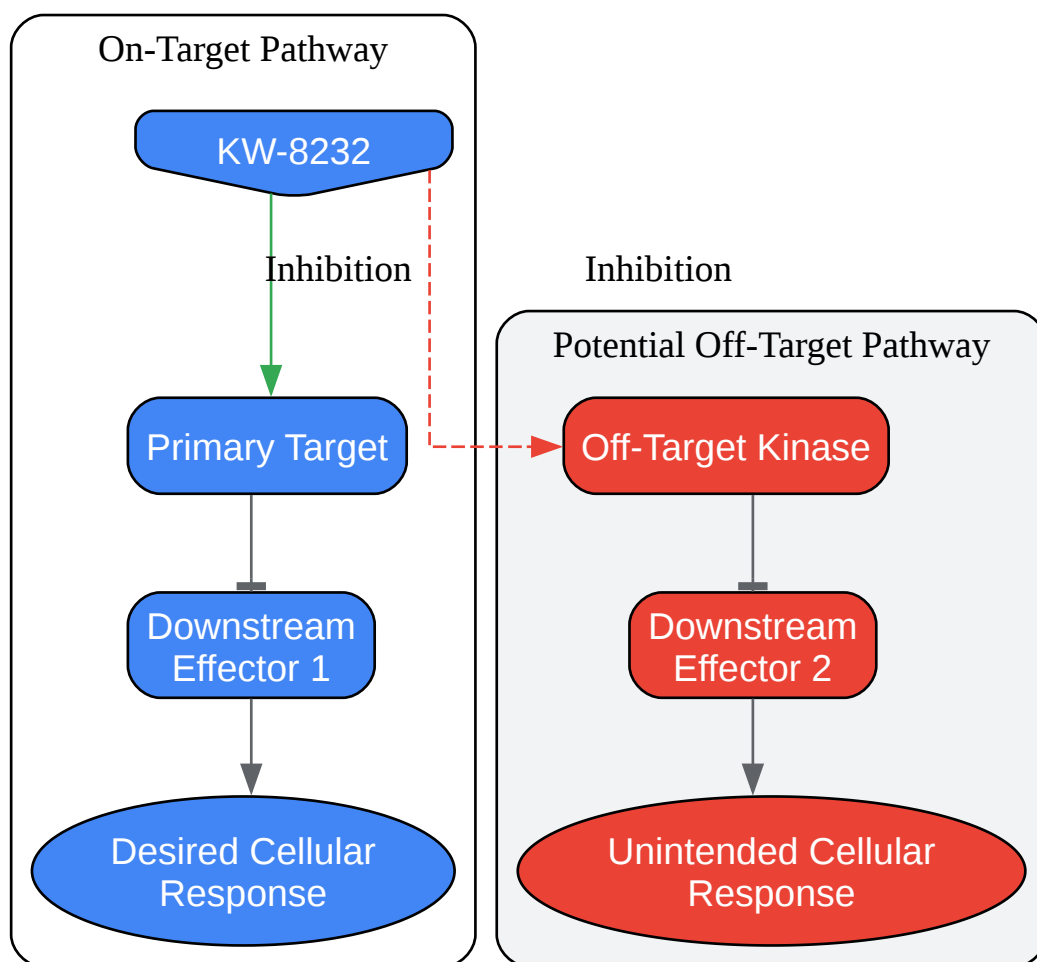 On-Target Pathway
KW-8232
Inhibition
Inhibition
Potential Off-Target Pathway
Primary Target
Off-Target Kinase
Downstream
Effector 1
Downstream
Effector 2
Desired Cellular
Response
Unintended Cellular
Response